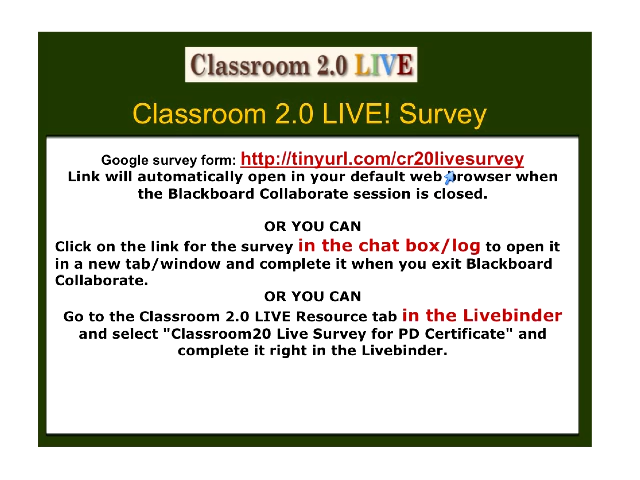 Classroom 2.0 LIVE
Classroom 2.0 LIVE! Survey
Google survey form: http://tinyurl.com/cr20livesurvey
Link will automatically open in your default web browser when
the Blackboard Collaborate session is closed.
OR YOU CAN
Click on the link for the survey in the chat box/log to open it
in a new tab/window and complete it when you exit Blackboard
Collaborate.
OR YOU CAN
Go to the Classroom 2.0 LIVE Resource tab in the Livebinder
and select "Classroom20 Live Survey for PD Certificate" and
complete it right in the Livebinder.